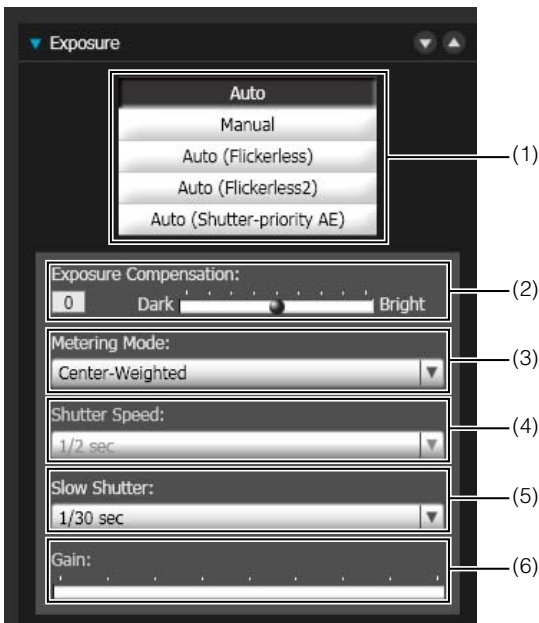 Exposure
Auto
Manual
Auto (Flickerless)
Auto (Flickerless2)
Auto (Shutter-priority AE)
(1)
Exposure Compensation:
0 Dark Bright
(2)
Metering Mode:
Center-Weighted
(3)
Shutter Speed:
1/2 sec
(4)
Slow Shutter:
1/30 sec
(5)
Gain:
(6)